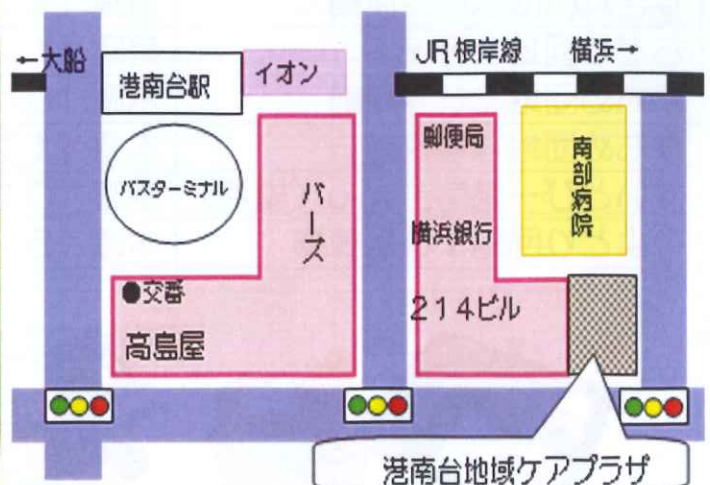 ←大船
港南台駅
イオン
JR根岸線
横浜→
バスターミナル
バーズ
郵便局
横浜銀行
南部病院
●交番
高島屋
214ビル
港南台地域ケアプラザ